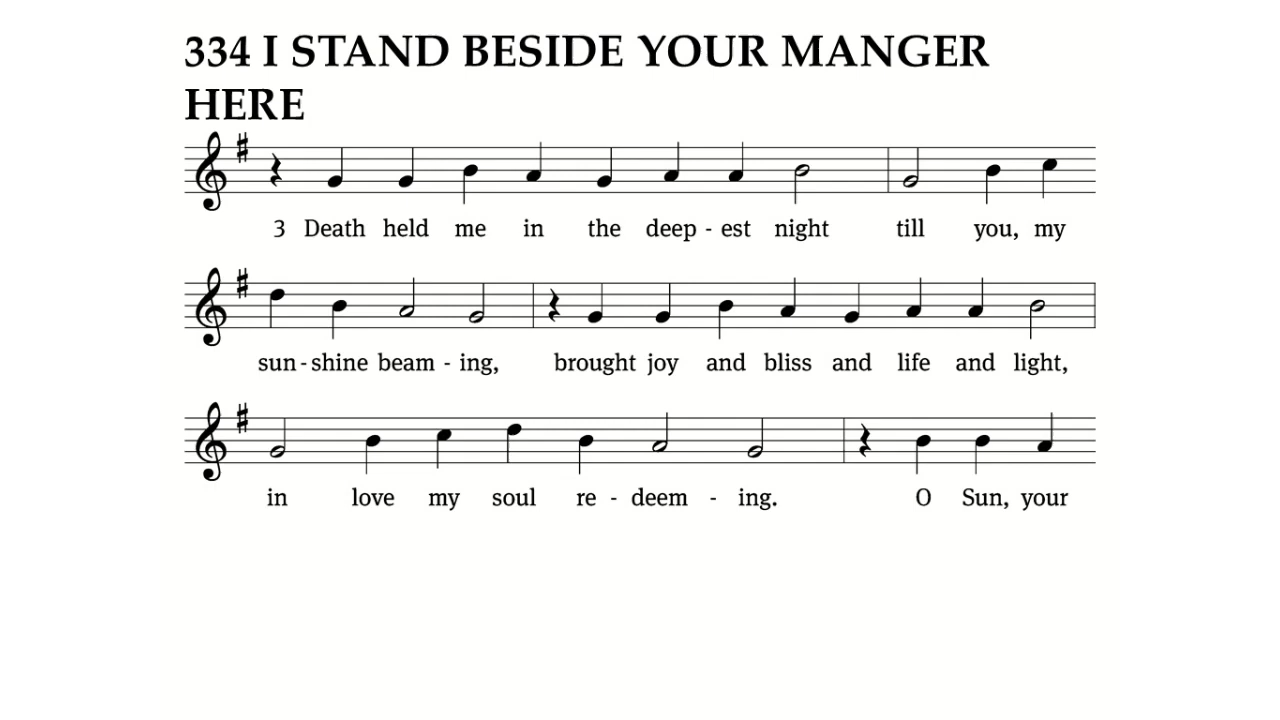 334 I STAND BESIDE YOUR MANGER
HERE
3 Death held me in the deep - est night till you, my
sun - shine beam - ing, brought joy and bliss and life and light,
in love my soul re - deem - ing. O Sun, your